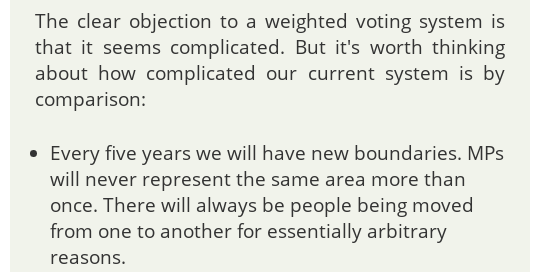 The clear objection to a weighted voting system is
that it seems complicated. But it's worth thinking
about how complicated our current system is by
comparison:
• Every five years we will have new boundaries. MPs
will never represent the same area more than
once. There will always be people being moved
from one to another for essentially arbitrary
reasons.